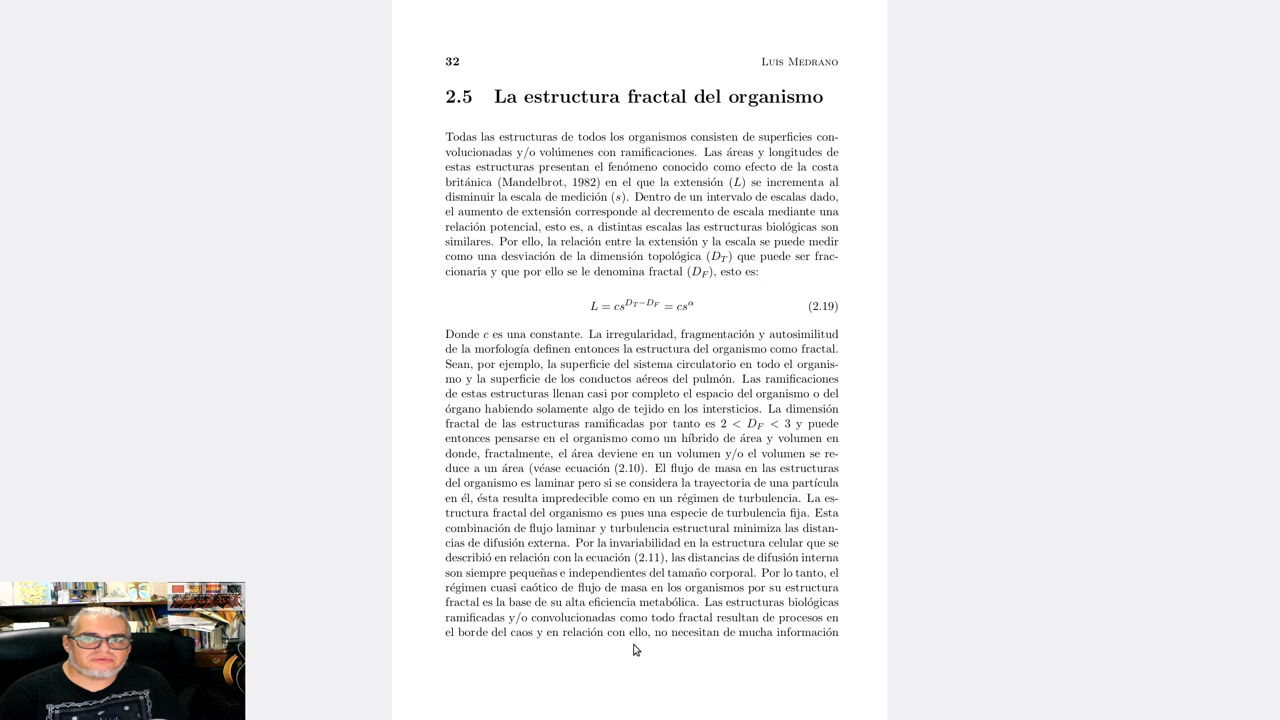 32 Luis Medrano
2.5 La estructura fractal del organismo
Todas las estructuras de todos los organismos consisten de superficies con-
volucionadas y/o volúmenes con ramificaciones. Las áreas y longitudes de
estas estructuras presentan el fenómeno conocido como efecto de la costa
británica (Mandelbrot, 1982) en el que la extensión (L) se incrementa al
disminuir la escala de medición (s). Dentro de un intervalo de escalas dado,
el aumento de extensión corresponde al decremento de escala mediante una
relación potencial, esto es, a distintas escalas las estructuras biológicas son
similares. Por ello, la relación entre la extensión y la escala se puede medir
como una desviación de la dimensión topológica (D_T) que puede ser frac-
cionaria y que por ello se le denomina fractal (D_F), esto es:
L = cs^{D_T−D_F} = cs^α (2.19)
Donde c es una constante. La irregularidad, fragmentación y autosimilitud
de la morfología definen entonces la estructura del organismo como fractal.
Sean, por ejemplo, la superficie del sistema circulatorio en todo el organis-
mo y la superficie de los conductos aéreos del pulmón. Las ramificaciones
de estas estructuras llenan casi por completo el espacio del organismo o del
órgano habiendo solamente algo de tejido en los intersticios. La dimensión
fractal de las estructuras ramificadas por tanto es 2 < D_F < 3 y puede
entonces pensarse en el organismo como un híbrido de área y volumen en
donde, fractalmente, el área deviene en un volumen y/o el volumen se re-
duce a un área (véase ecuación (2.10). El flujo de masa en las estructuras
del organismo es laminar pero si se considera la trayectoria de una partícula
en él, ésta resulta impredecible como en un régimen de turbulencia. La es-
tructura fractal del organismo es pues una especie de turbulencia fija. Esta
combinación de flujo laminar y turbulencia estructural minimiza las distan-
cias de difusión externa. Por la invariabilidad en la estructura celular que se
describió en relación con la ecuación (2.11), las distancias de difusión interna
son siempre pequeñas e independientes del tamaño corporal. Por lo tanto, el
régimen cuasi caótico de flujo de masa en los organismos por su estructura
fractal es la base de su alta eficiencia metabólica. Las estructuras biológicas
ramificadas y/o convolucionadas como todo fractal resultan de procesos en
el borde del caos y en relación con ello, no necesitan de mucha información